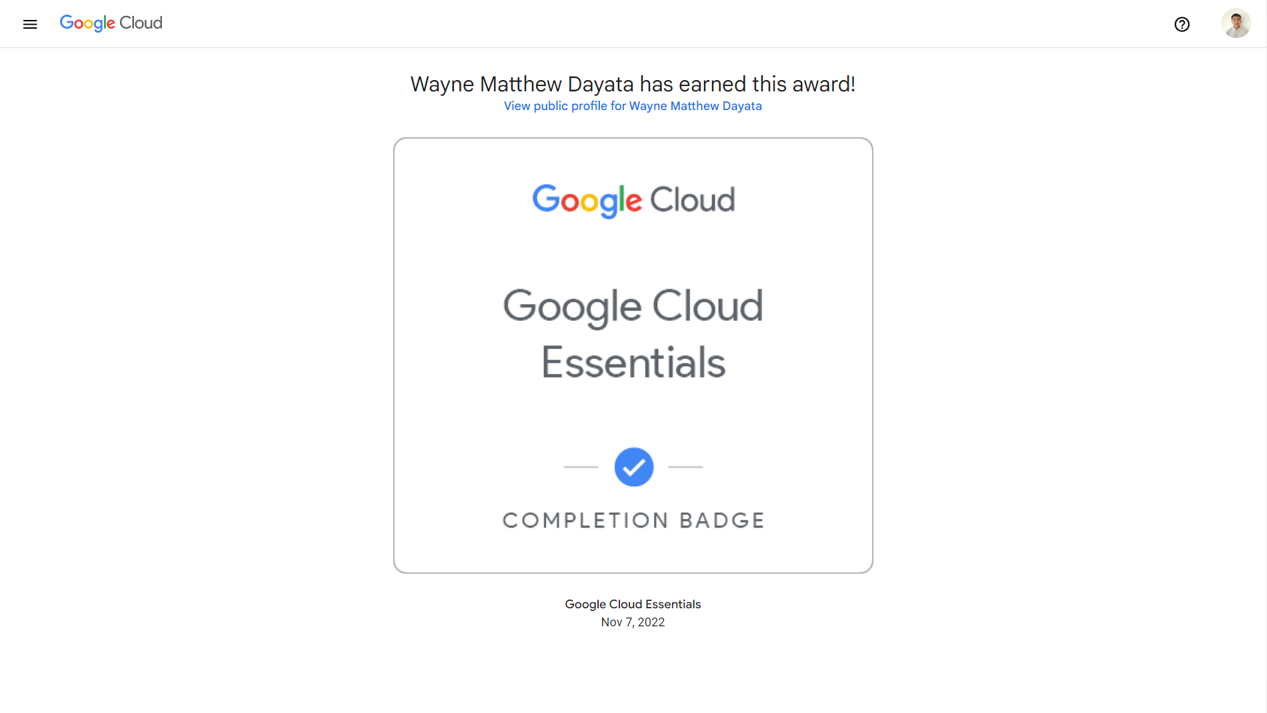 Google Cloud
Wayne Matthew Dayata has earned this award!
View public profile for Wayne Matthew Dayata
Google Cloud
Google Cloud
Essentials
COMPLETION BADGE
Google Cloud Essentials
Nov 7, 2022